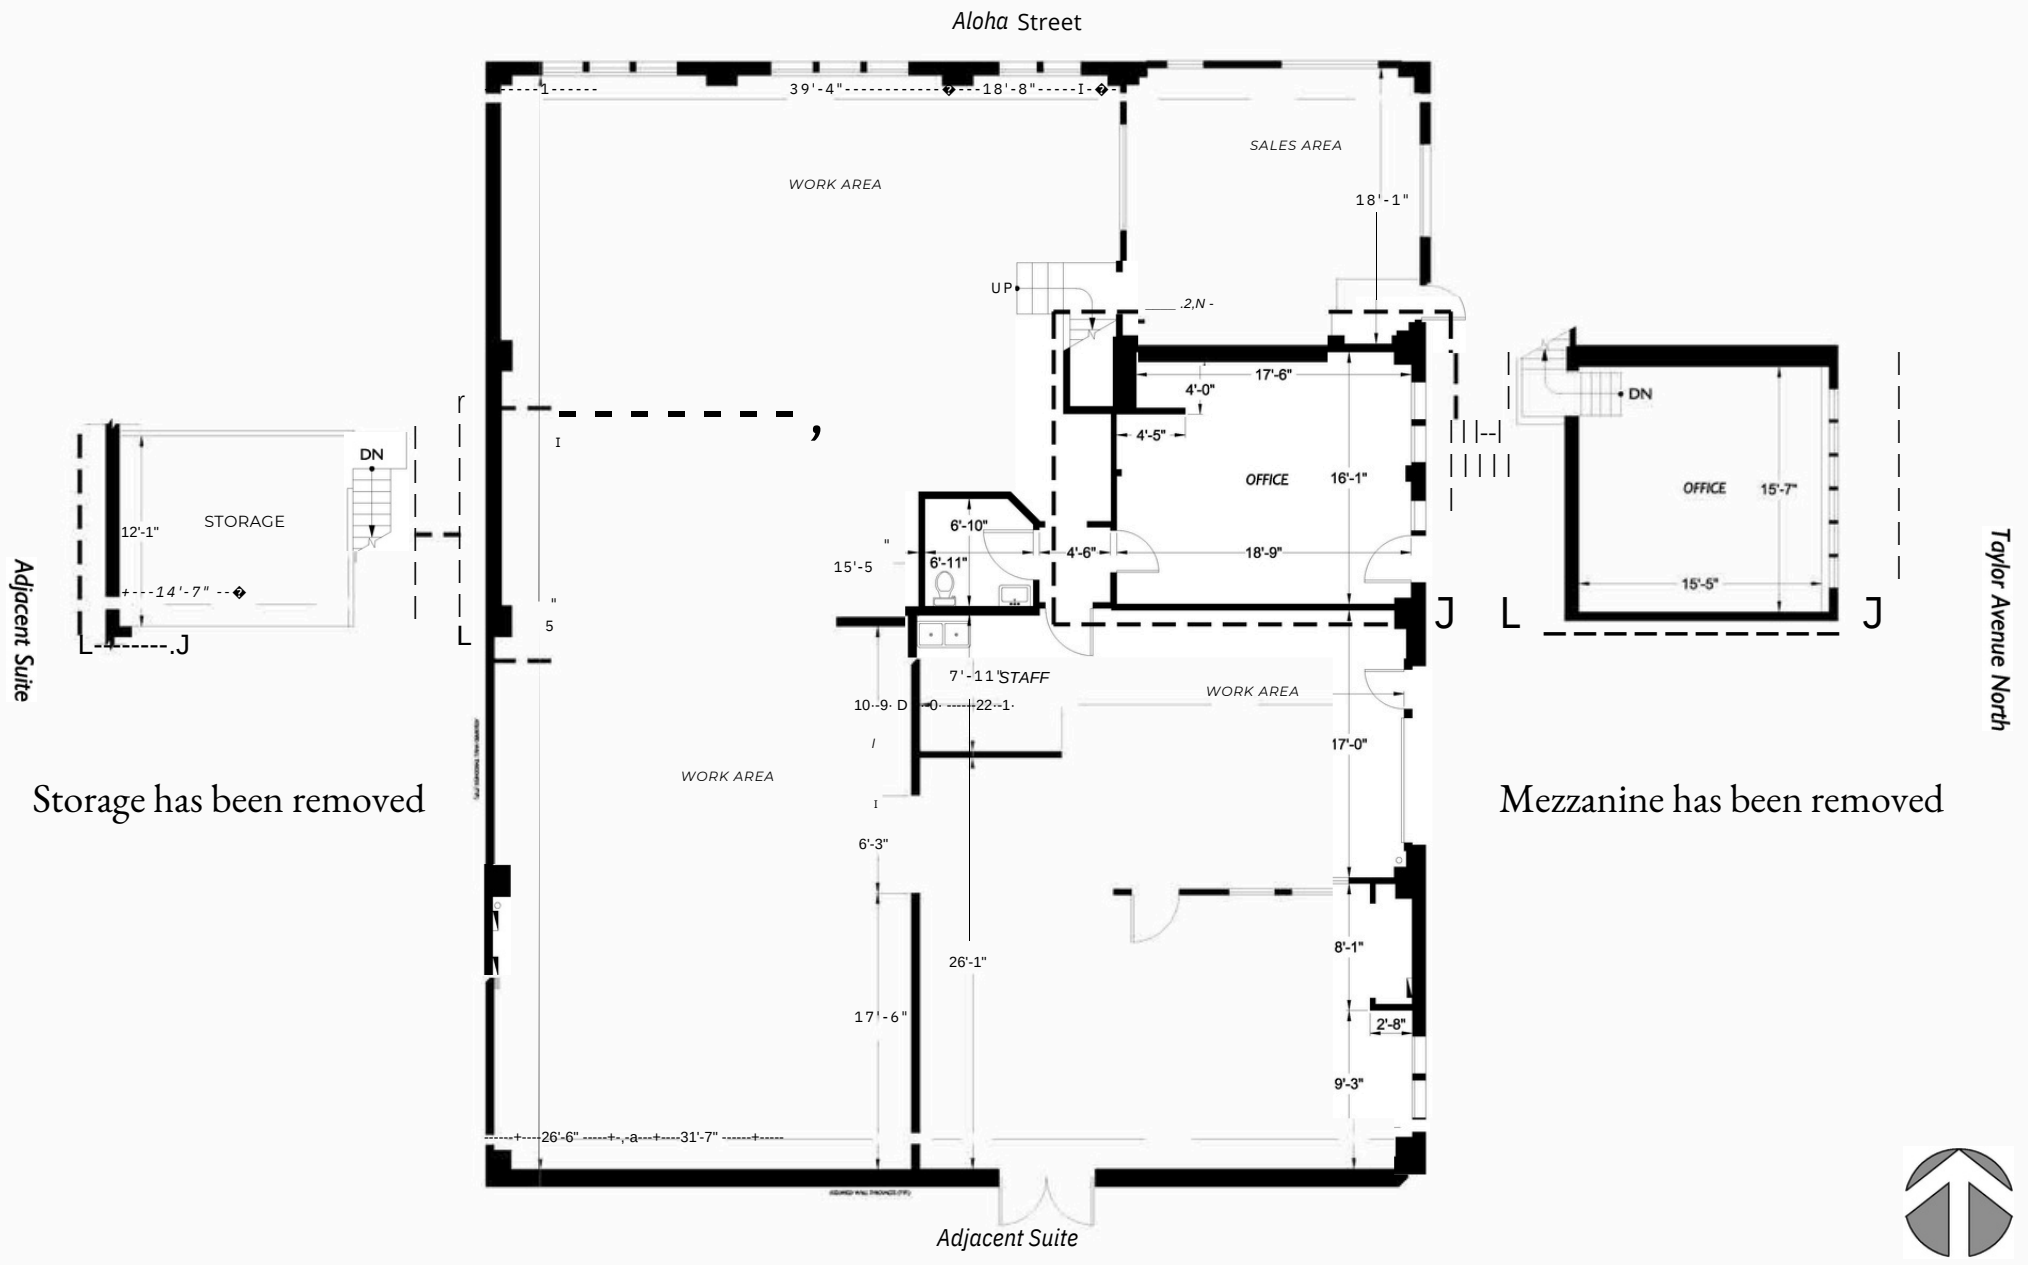 Aloha Street
39'-4"
18'-8"
SALES AREA
WORK AREA
18'-1"
UP
.2,N -
17'-6"
4'-0"
DN
4'-5"
DN
OFFICE
16'-1"
OFFICE
15'-7"
STORAGE
12'-1"
6'-10"
15'-5
"
4'-6"
18'-9"
6'-11"
15'-5"
14'-7"
"
5
Adjacent Suite
Taylor Avenue North
7'-11"
STAFF
WORK AREA
10--9- D
22--1-
17'-0"
WORK AREA
Storage has been removed
Mezzanine has been removed
6'-3"
8'-1"
26'-1"
17'-6"
2'-8"
9'-3"
26'-6"
31'-7"
Adjacent Suite